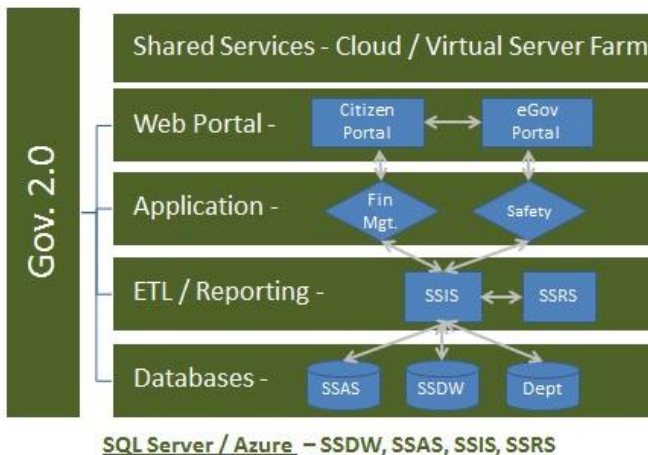 Gov. 2.0
Shared Services - Cloud / Virtual Server Farm
Web Portal -
Citizen
Portal
eGov
Portal
Application -
Fin
Mgt.
Safety
ETL / Reporting -
SSIS
SSRS
Databases -
SSAS
SSDW
Dept
SQL Server / Azure – SSDW, SSAS, SSIS, SSRS